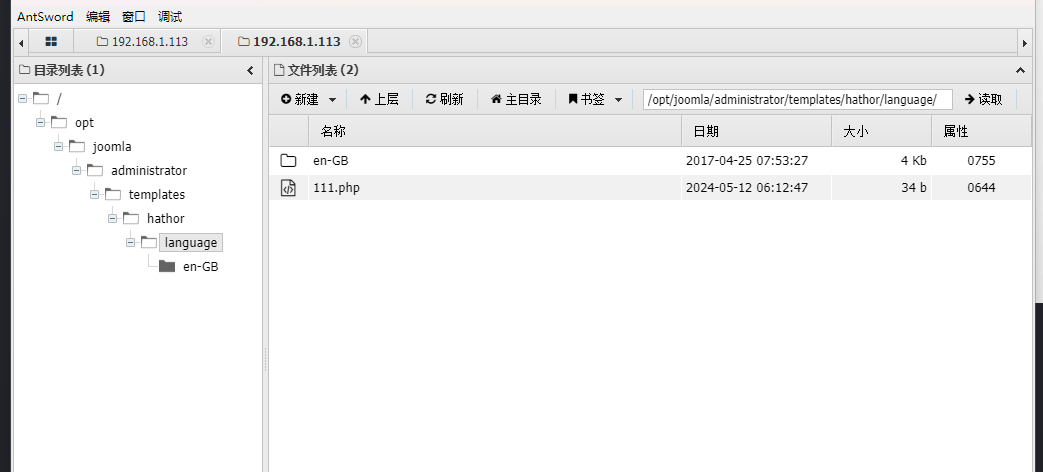 AntSword 编辑 窗口 调试
192.168.1.113 192.168.1.113
目录列表 (1)
/
opt
joomla
administrator
templates
hathor
language
en-GB
文件列表 (2)
新建 上层 刷新 主目录 书签 /opt/joomla/administrator/templates/hathor/language/ 读取
名称 日期 大小 属性
en-GB 2017-04-25 07:53:27 4 Kb 0755
111.php 2024-05-12 06:12:47 34 b 0644